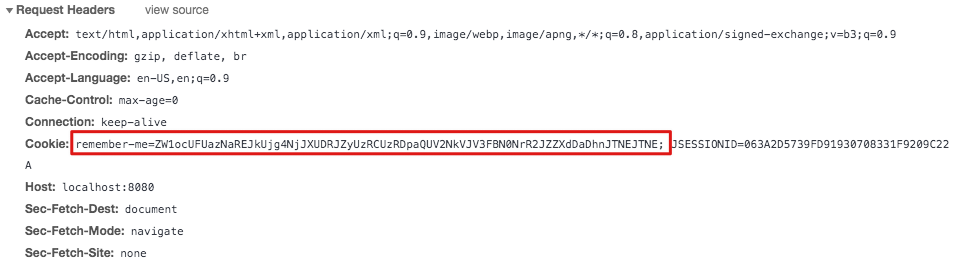 Request Headers view source
Accept: text/html,application/xhtml+xml,application/xml;q=0.9,image/webp,image/apng,*/*;q=0.8,application/signed-exchange;v=b3;q=0.9
Accept-Encoding: gzip, deflate, br
Accept-Language: en-US,en;q=0.9
Cache-Control: max-age=0
Connection: keep-alive
Cookie: remember-me=ZW1ocUFUazNaREJkUjg4NjJXUDRJZyUzRCUzRDpaQUV2NkVJV3FBN0NrR2JZZXdDaDhnJTNEJTNE; JSESSIONID=063A2D5739FD91930708331F9209C22
A
Host: localhost:8080
Sec-Fetch-Dest: document
Sec-Fetch-Mode: navigate
Sec-Fetch-Site: none